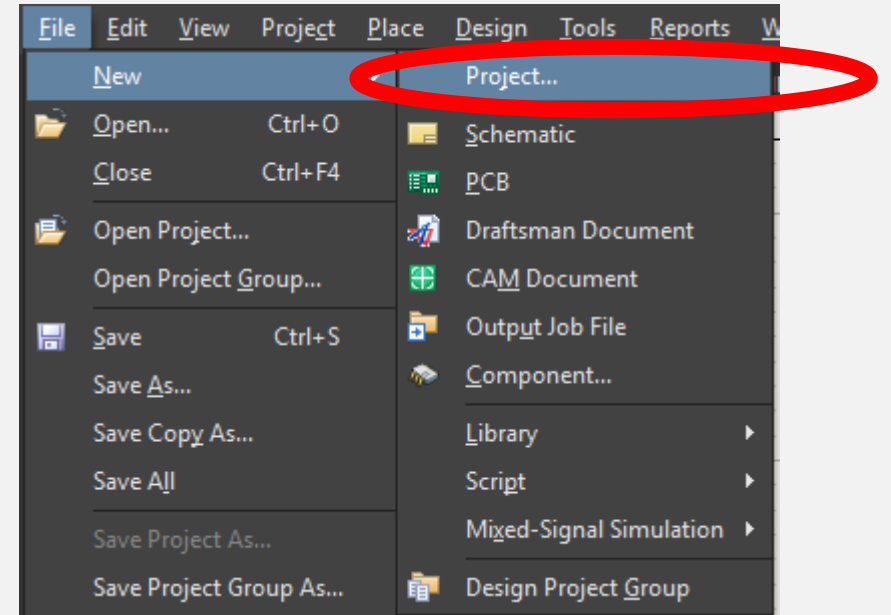 File Edit View Project Place Design Tools Reports W
New
Open... Ctrl+O
Close Ctrl+F4
Open Project...
Open Project Group...
Save Ctrl+S
Save As...
Save Copy As...
Save All
Save Project As...
Save Project Group As...
Project...
Schematic
PCB
Draftsman Document
CAM Document
Output Job File
Component...
Library
Script
Mixed-Signal Simulation
Design Project Group